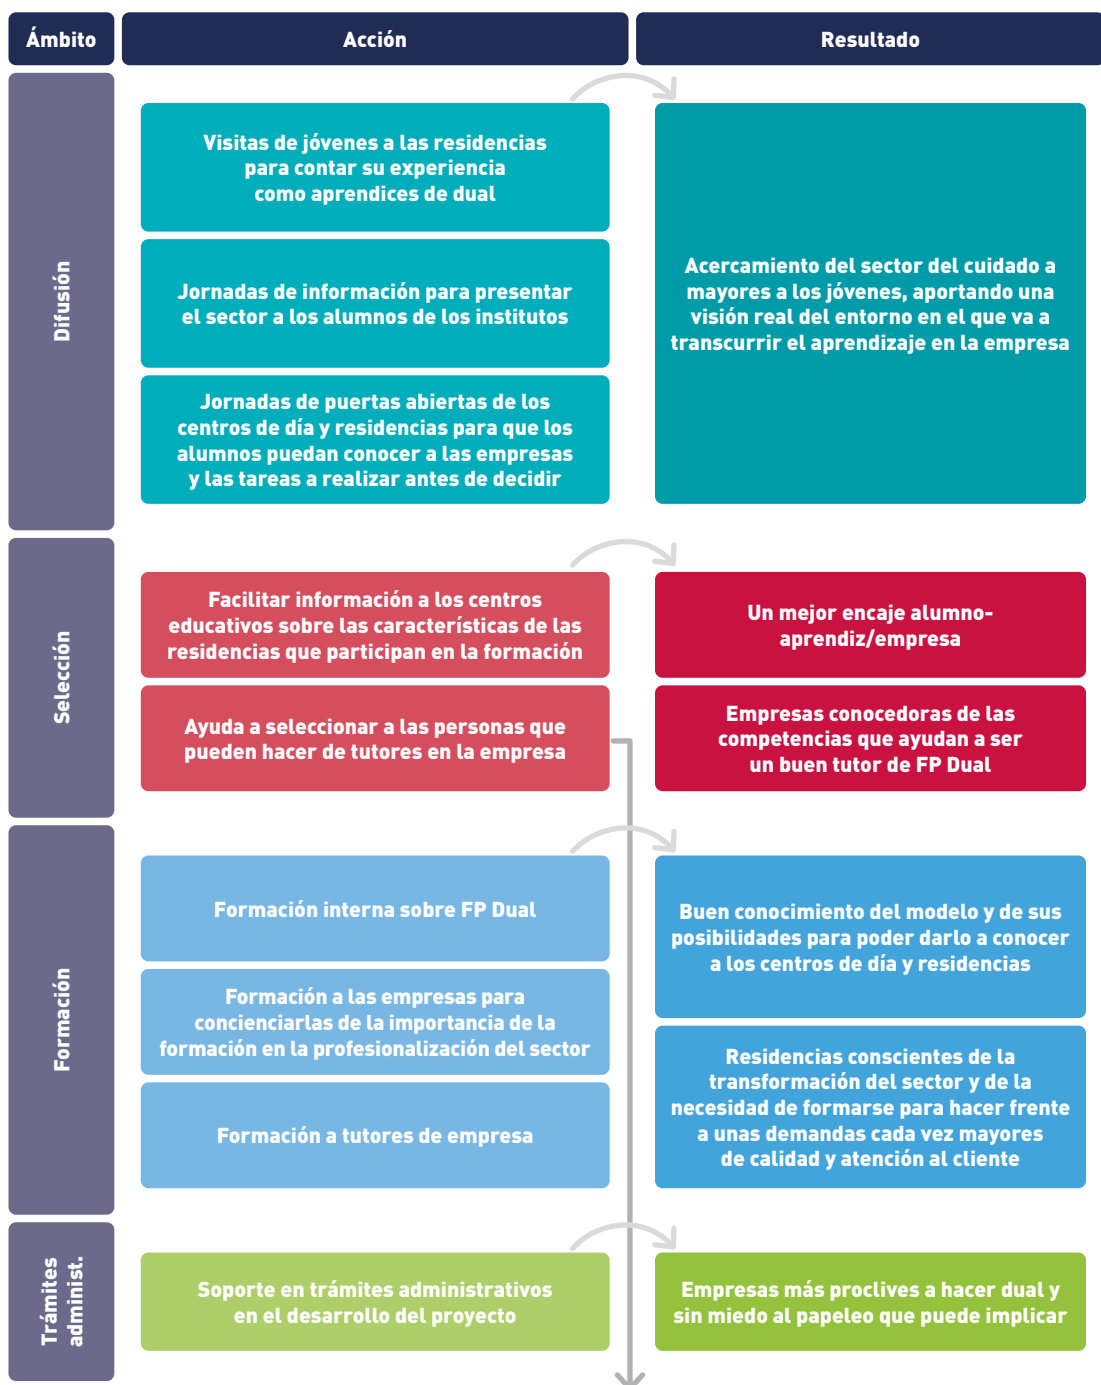 Ámbito
Acción
Resultado
Difusión
Visitas de jóvenes a las residencias
para contar su experiencia
como aprendices de dual
Jornadas de información para presentar
el sector a los alumnos de los institutos
Jornadas de puertas abiertas de los
centros de día y residencias para que los
alumnos puedan conocer a las empresas
y las tareas a realizar antes de decidir
Acercamiento del sector del cuidado a
mayores a los jóvenes, aportando una
visión real del entorno en el que va a
transcurrir el aprendizaje en la empresa
Selección
Facilitar información a los centros
educativos sobre las características de las
residencias que participan en la formación
Ayuda a seleccionar a las personas que
pueden hacer de tutores en la empresa
Un mejor encaje alumno-
aprendiz/empresa
Empresas conocedoras de las
competencias que ayudan a ser
un buen tutor de FP Dual
Formación
Formación interna sobre FP Dual
Formación a las empresas para
concienciarlas de la importancia de la
formación en la profesionalización del sector
Formación a tutores de empresa
Buen conocimiento del modelo y de sus
posibilidades para poder darlo a conocer
a los centros de día y residencias
Residencias conscientes de la
transformación del sector y de la
necesidad de formarse para hacer frente
a unas demandas cada vez mayores
de calidad y atención al cliente
Trámites
administ.
Soporte en trámites administrativos
en el desarrollo del proyecto
Empresas más proclives a hacer dual y
sin miedo al papeleo que puede implicar